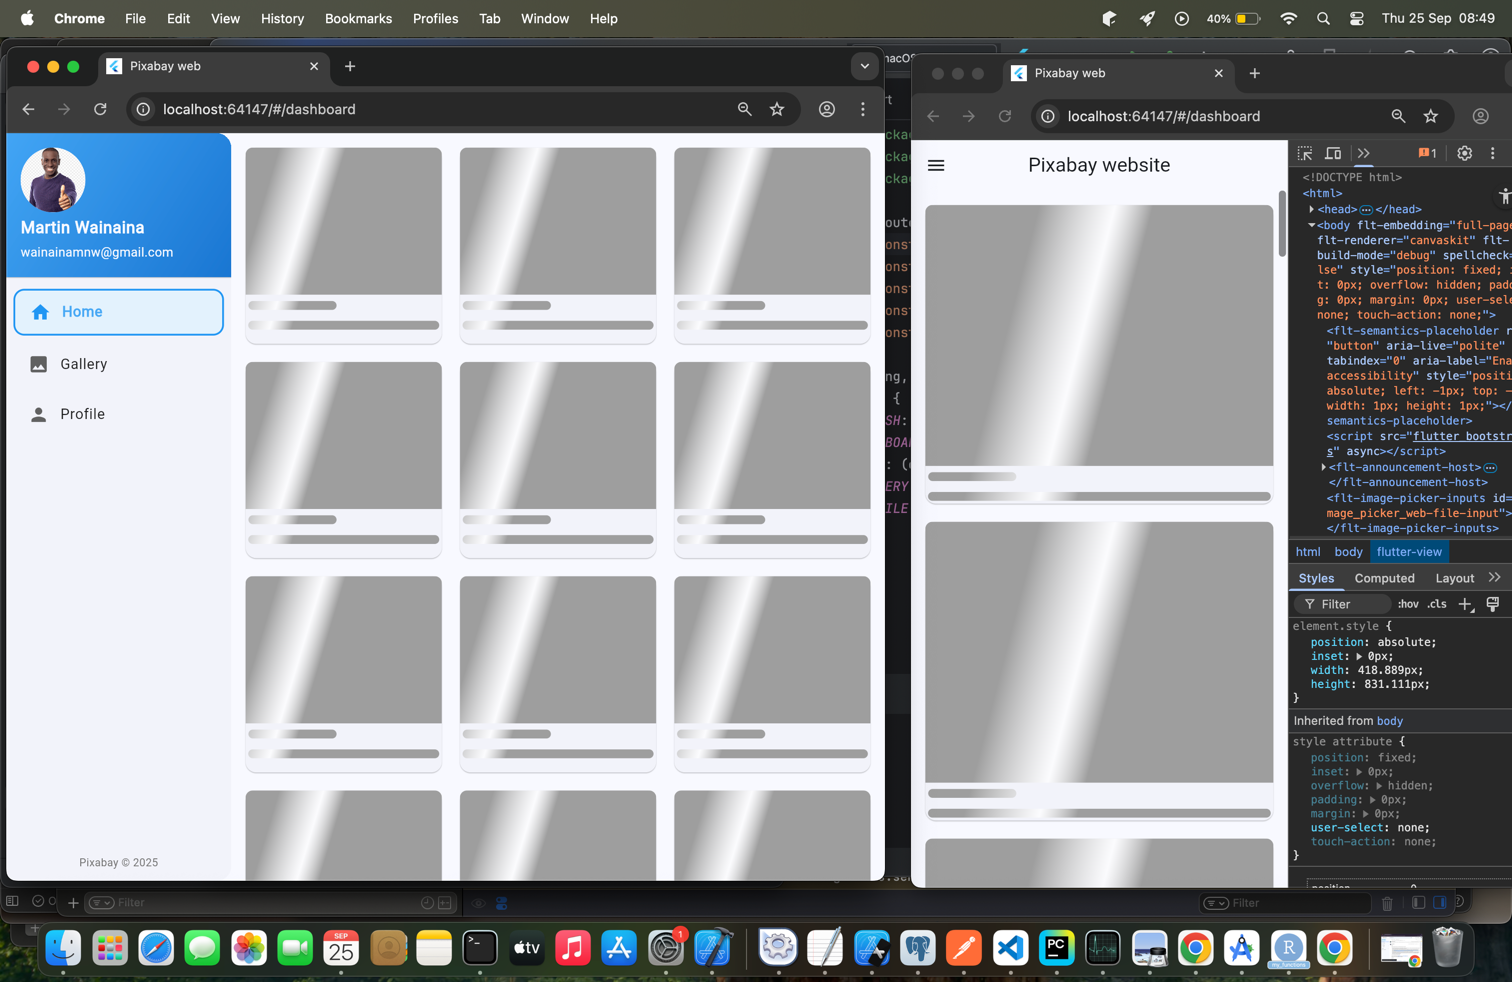 Chrome File Edit View History Bookmarks Profiles Tab Window Help
40%
Thu 25 Sep 08:49
Pixabay web
localhost:64147/#/dashboard
Martin Wainaina
wainainamnw@gmail.com
Home
Gallery
Profile
Pixabay © 2025
Filter
Pixabay web
localhost:64147/#/dashboard
Pixabay website
1
<!DOCTYPE html>
<html>
<head> </head>
<body flt-embedding="full-pag
flt-renderer="canvaskit" flt-
build-mode="debug" spellcheck=
lse" style="position: fixed;
t: 0px; overflow: hidden; padd
g: 0px; margin: 0px; user-sele
none; touch-action: none;">
<flt-semantics-placeholder r
"button" aria-live="polite"
tabindex="0" aria-label="Ena
accessibility" style="positi
absolute; left: -1px; top: -
width: 1px; height: 1px;"></
semantics-placeholder>
<script src="flutter_bootstr
s" async></script>
<flt-announcement-host>
</flt-announcement-host>
<flt-image-picker-inputs id=
mage_picker_web-file-input">
</flt-image-picker-inputs>
html body flutter-view
Styles Computed Layout
Filter :hov .cls
element.style {
position: absolute;
inset: 0px;
width: 418.889px;
height: 831.111px;
}
Inherited from body
style attribute {
position: fixed;
inset: 0px;
overflow: hidden;
padding: 0px;
margin: 0px;
user-select: none;
touch-action: none;
}
Filter
SEP
25
tv
1
PC
R